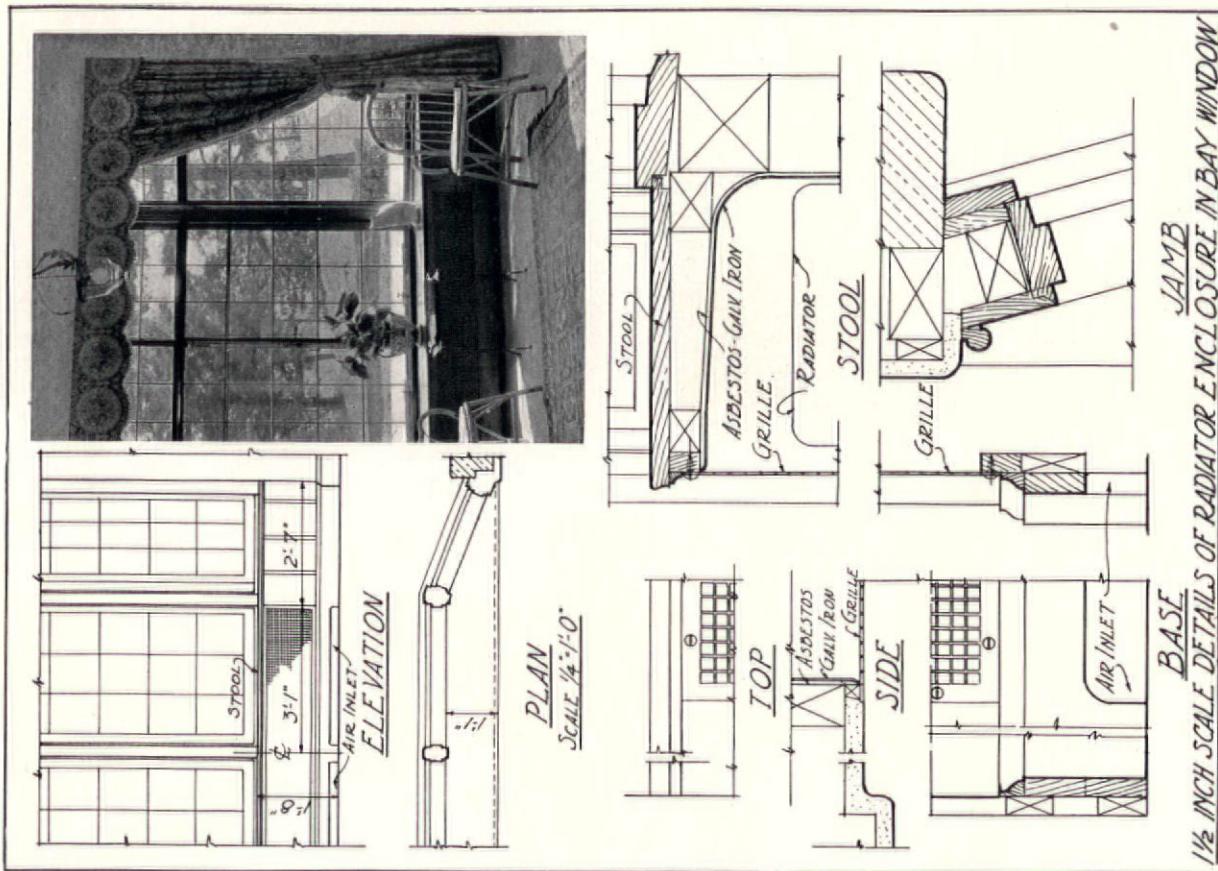 STOOL
3'-1"
2'-7"
1'-8"
AIR INLET
ELEVATION
1'-1"
PLAN
SCALE 1/4"=1'-0"
STOOL
ASBESTOS-GALV. IRON
GRILLE
RADIATOR
STOOL
TOP
ASBESTOS
GALV. IRON
GRILLE
SIDE
GRILLE
JAMB
AIR INLET
BASE
1½ INCH SCALE DETAILS OF RADIATOR ENCLOSURE IN BAY WINDOW